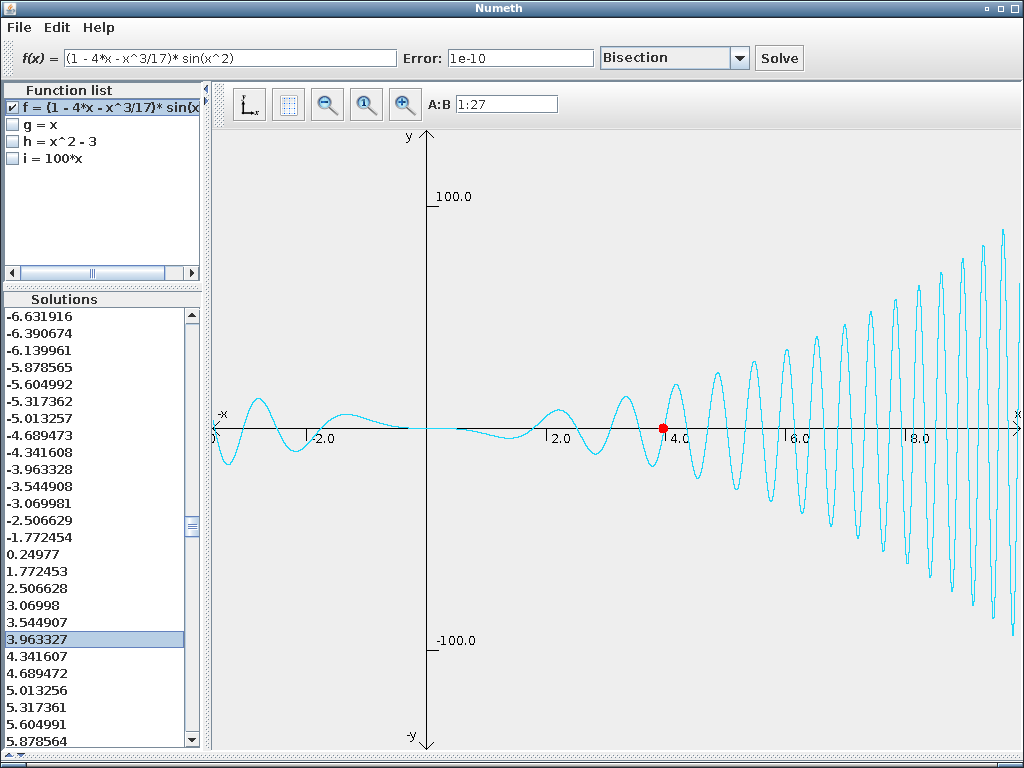 Numeth
File Edit Help
f(x) = (1 - 4*x - x^3/17)* sin(x^2) Error: 1e-10 Bisection Solve
Function list
f = (1 - 4*x - x^3/17)* sin(x
g = x
h = x^2 - 3
i = 100*x
A:B 1:27
Solutions
-6.631916
-6.390674
-6.139961
-5.878565
-5.604992
-5.317362
-5.013257
-4.689473
-4.341608
-3.963328
-3.544908
-3.069981
-2.506629
-1.772454
0.24977
1.772453
2.506628
3.06998
3.544907
3.963327
4.341607
4.689472
5.013256
5.317361
5.604991
5.878564
y
100.0
-x x
-2.0 2.0 4.0 6.0 8.0
-100.0
-y